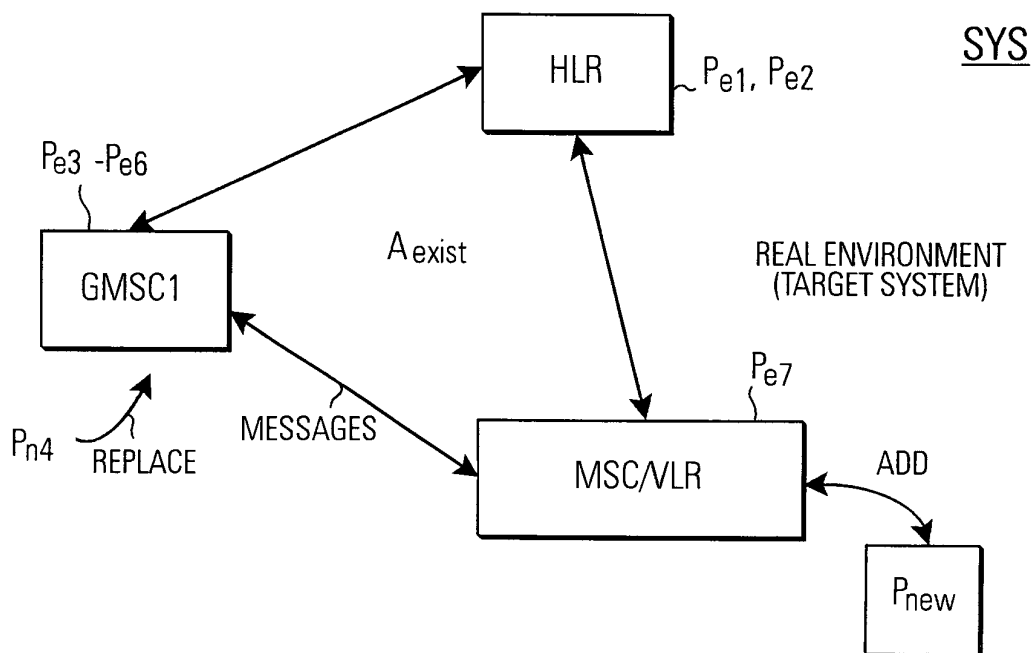 SYS
HLR
Pe1, Pe2
Pe3 -Pe6
GMSC1
Aexist
REAL ENVIRONMENT
(TARGET SYSTEM)
Pn4
REPLACE
MESSAGES
Pe7
MSC/VLR
ADD
Pnew